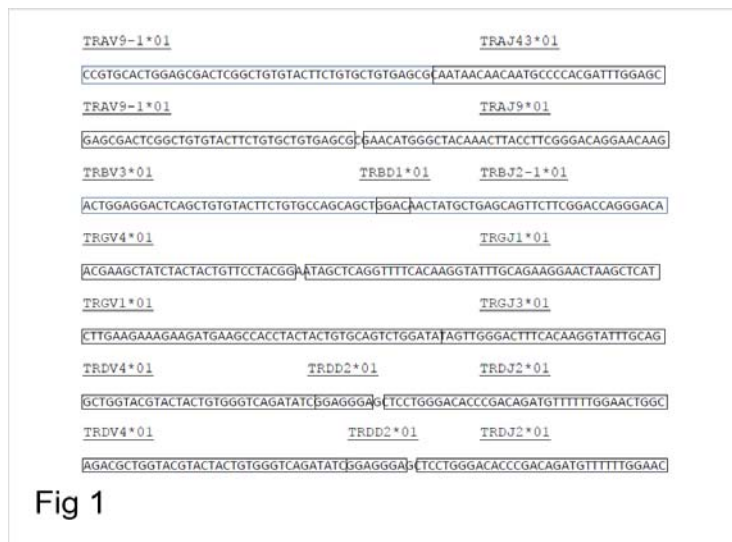 TRAV9-1*01 TRAJ43*01
CCGTGCACTGGAGCGACTCGGCTGTGTACTTCTGTGCTGTGAGCGCAATAACAACAATGCCCCACGATTTGGAGC
TRAV9-1*01 TRAJ9*01
GAGCGACTCGGCTGTGTACTTCTGTGCTGTGAGCGCGAACATGGGCTACAAACTTACCTTCGGGACAGGAACAAG
TRBV3*01 TRBD1*01 TRBJ2-1*01
ACTGGAGGACTCAGCTGTGTACTTCTGTGCCAGCAGCTGGACAACTATGCTGAGCAGTTCTTCGGACCAGGGACA
TRGV4*01 TRGJ1*01
ACGAAGCTATCTACTACTGTTCCTACGGAATAGCTCAGGTTTTCACAAGGTATTTGCAGAAGGAACTAAGCTCAT
TRGV1*01 TRGJ3*01
CTTGAAGAAAGAAGATGAAGCCACCTACTACTGTGCAGTCTGGATATAGTTGGGACTTTCACAAGGTATTTGCAG
TRDV4*01 TRDD2*01 TRDJ2*01
GCTGGTACGTACTACTGTGGGTCAGATATCGGAGGGAGCTCCTGGGACACCCGACAGATGTTTTTTGGAACTGGC
TRDV4*01 TRDD2*01 TRDJ2*01
AGACGCTGGTACGTACTACTGTGGGTCAGATATCGGAGGGAGCTCCTGGGACACCCGACAGATGTTTTTTGGAAC
Fig 1